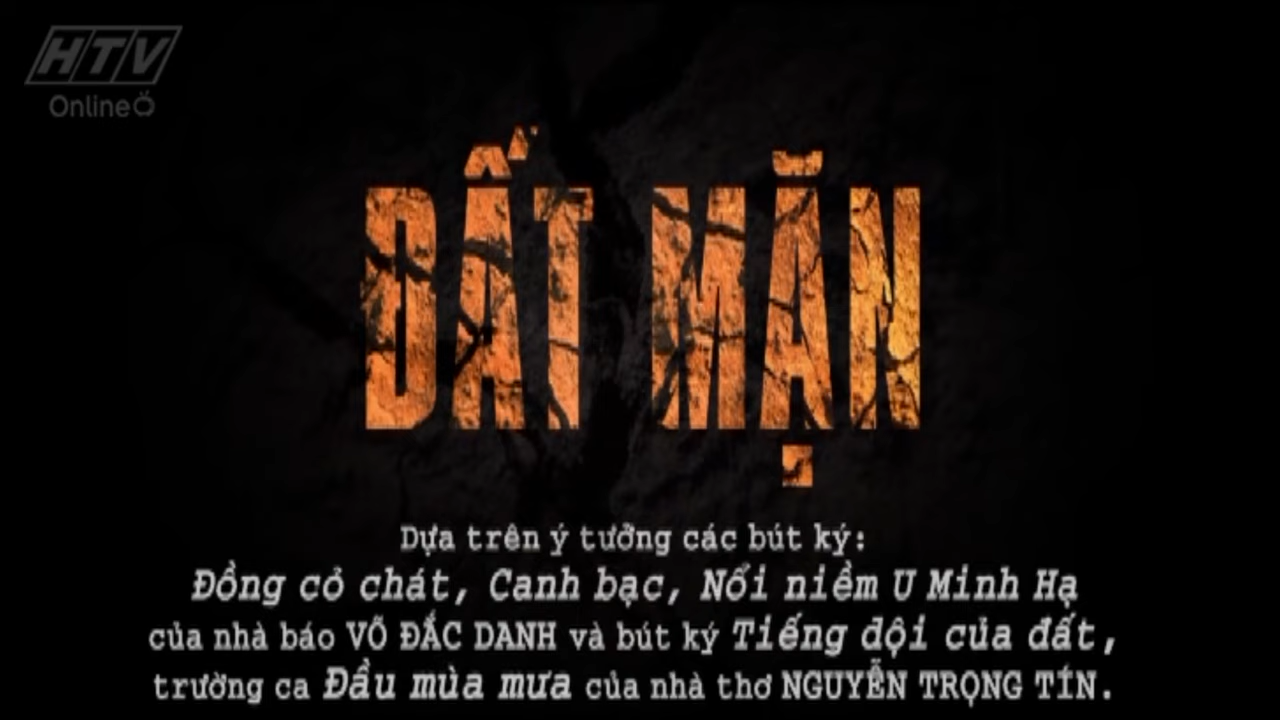 HTV
Online
ĐẤT MẶN
Dựa trên ý tưởng các bút ký:
Đồng cỏ chát, Canh bạc, Nổi niềm U Minh Hạ
của nhà báo VÕ ĐẮC DANH và bút ký Tiếng dội của đất,
trường ca Đầu mùa mưa của nhà thơ NGUYỄN TRỌNG TÍN.